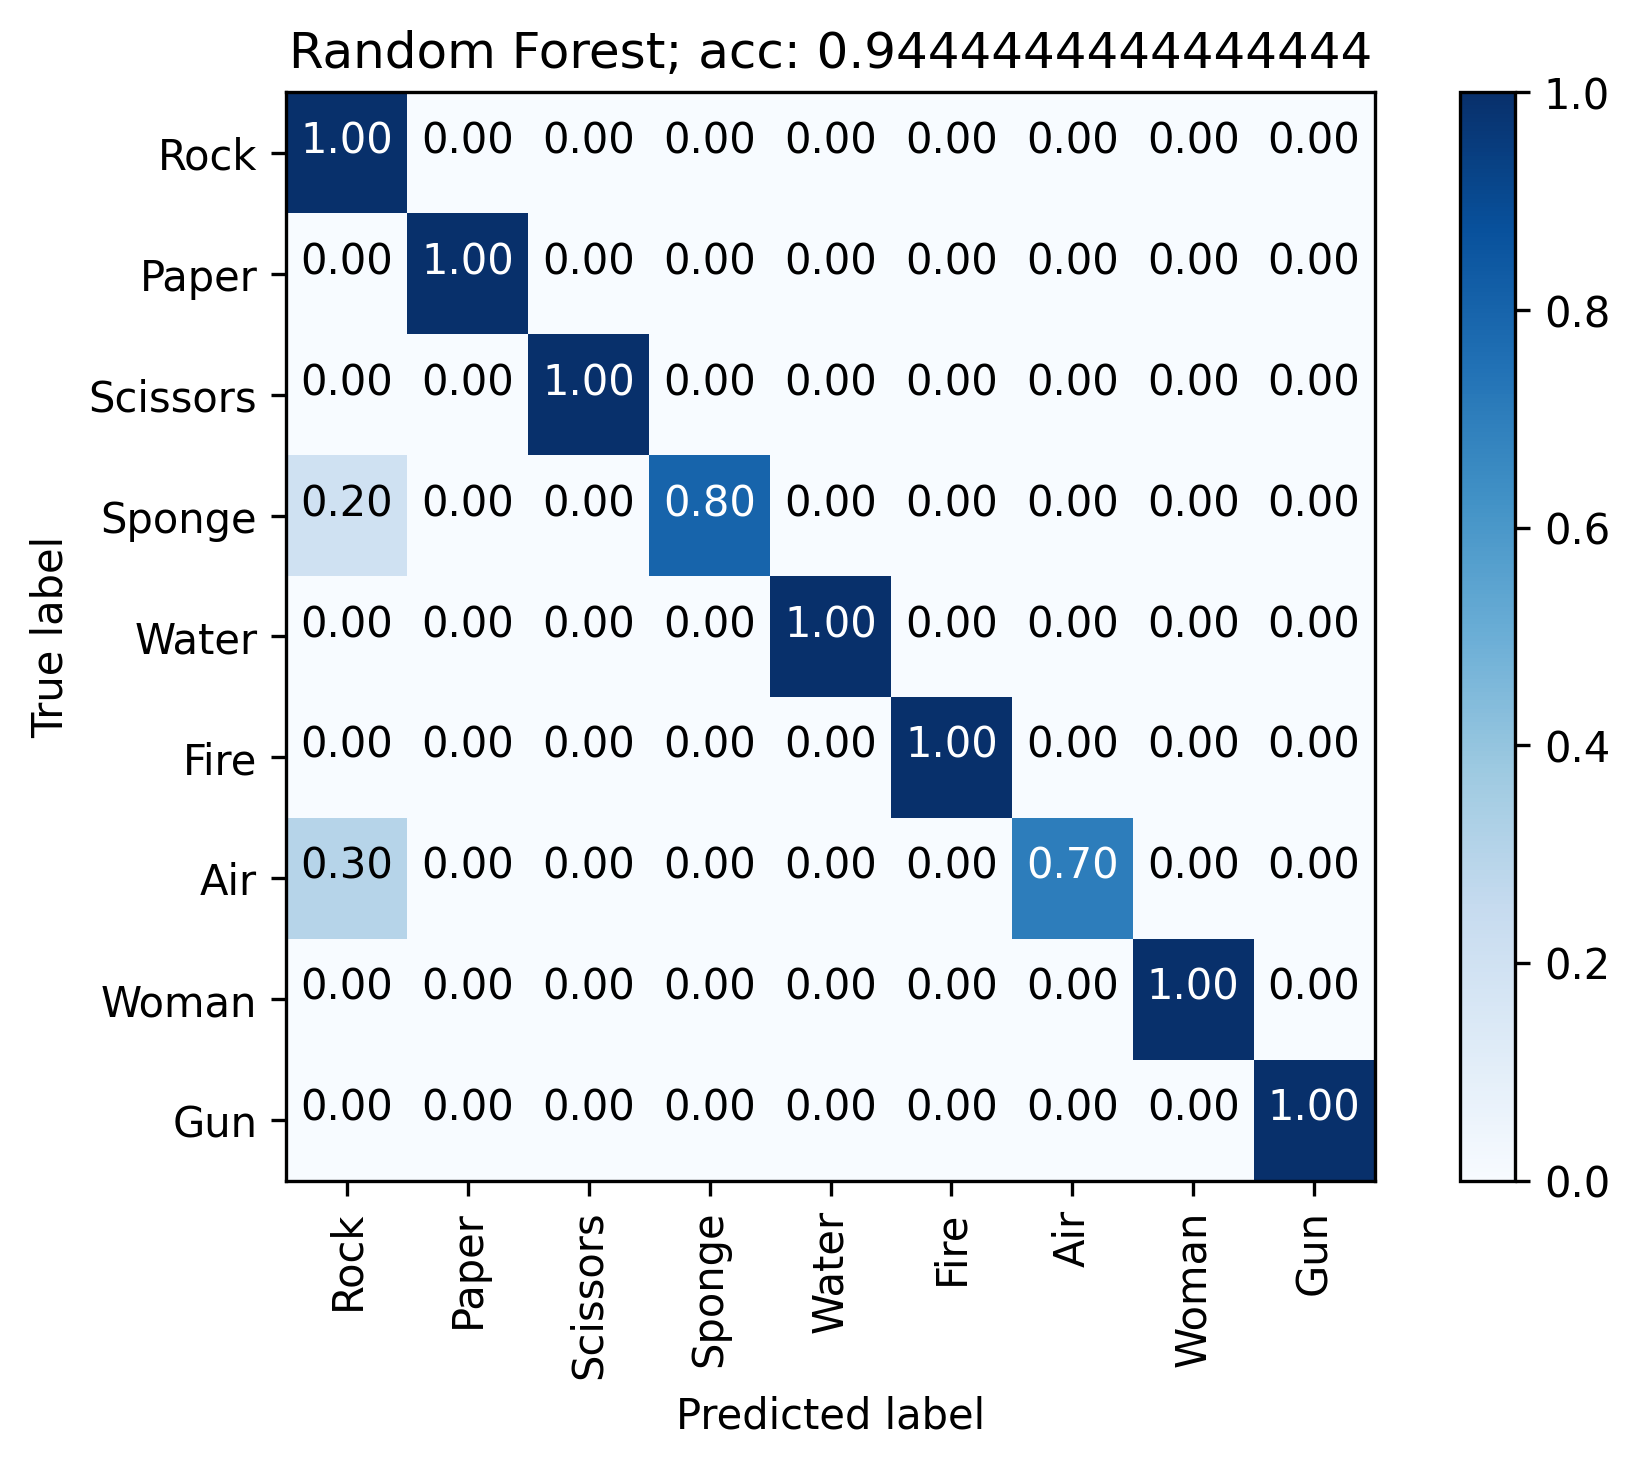 Random Forest; acc: 0.9444444444444444
Rock 1.00 0.00 0.00 0.00 0.00 0.00 0.00 0.00 0.00
Paper 0.00 1.00 0.00 0.00 0.00 0.00 0.00 0.00 0.00
Scissors 0.00 0.00 1.00 0.00 0.00 0.00 0.00 0.00 0.00
Sponge 0.20 0.00 0.00 0.80 0.00 0.00 0.00 0.00 0.00
Water 0.00 0.00 0.00 0.00 1.00 0.00 0.00 0.00 0.00
Fire 0.00 0.00 0.00 0.00 0.00 1.00 0.00 0.00 0.00
Air 0.30 0.00 0.00 0.00 0.00 0.00 0.70 0.00 0.00
Woman 0.00 0.00 0.00 0.00 0.00 0.00 0.00 1.00 0.00
Gun 0.00 0.00 0.00 0.00 0.00 0.00 0.00 0.00 1.00
True label
Rock Paper Scissors Sponge Water Fire Air Woman Gun
Predicted label
1.0
0.8
0.6
0.4
0.2
0.0